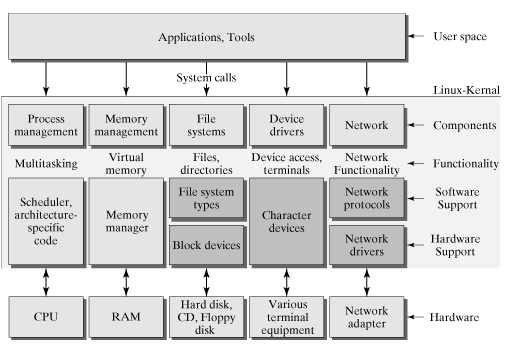 Applications, Tools
User space
System calls
Linux-Kernal
Process
management
Memory
management
File
systems
Device
drivers
Network
Components
Multitasking
Virtual
memory
Files,
directories
Device access,
terminals
Network
Functionality
Functionality
Scheduler,
architecture-
specific
code
Memory
manager
File system
types
Block devices
Character
devices
Network
protocols
Network
drivers
Software
Support
Hardware
Support
CPU
RAM
Hard disk,
CD, Floppy
disk
Various
terminal
equipment
Network
adapter
Hardware